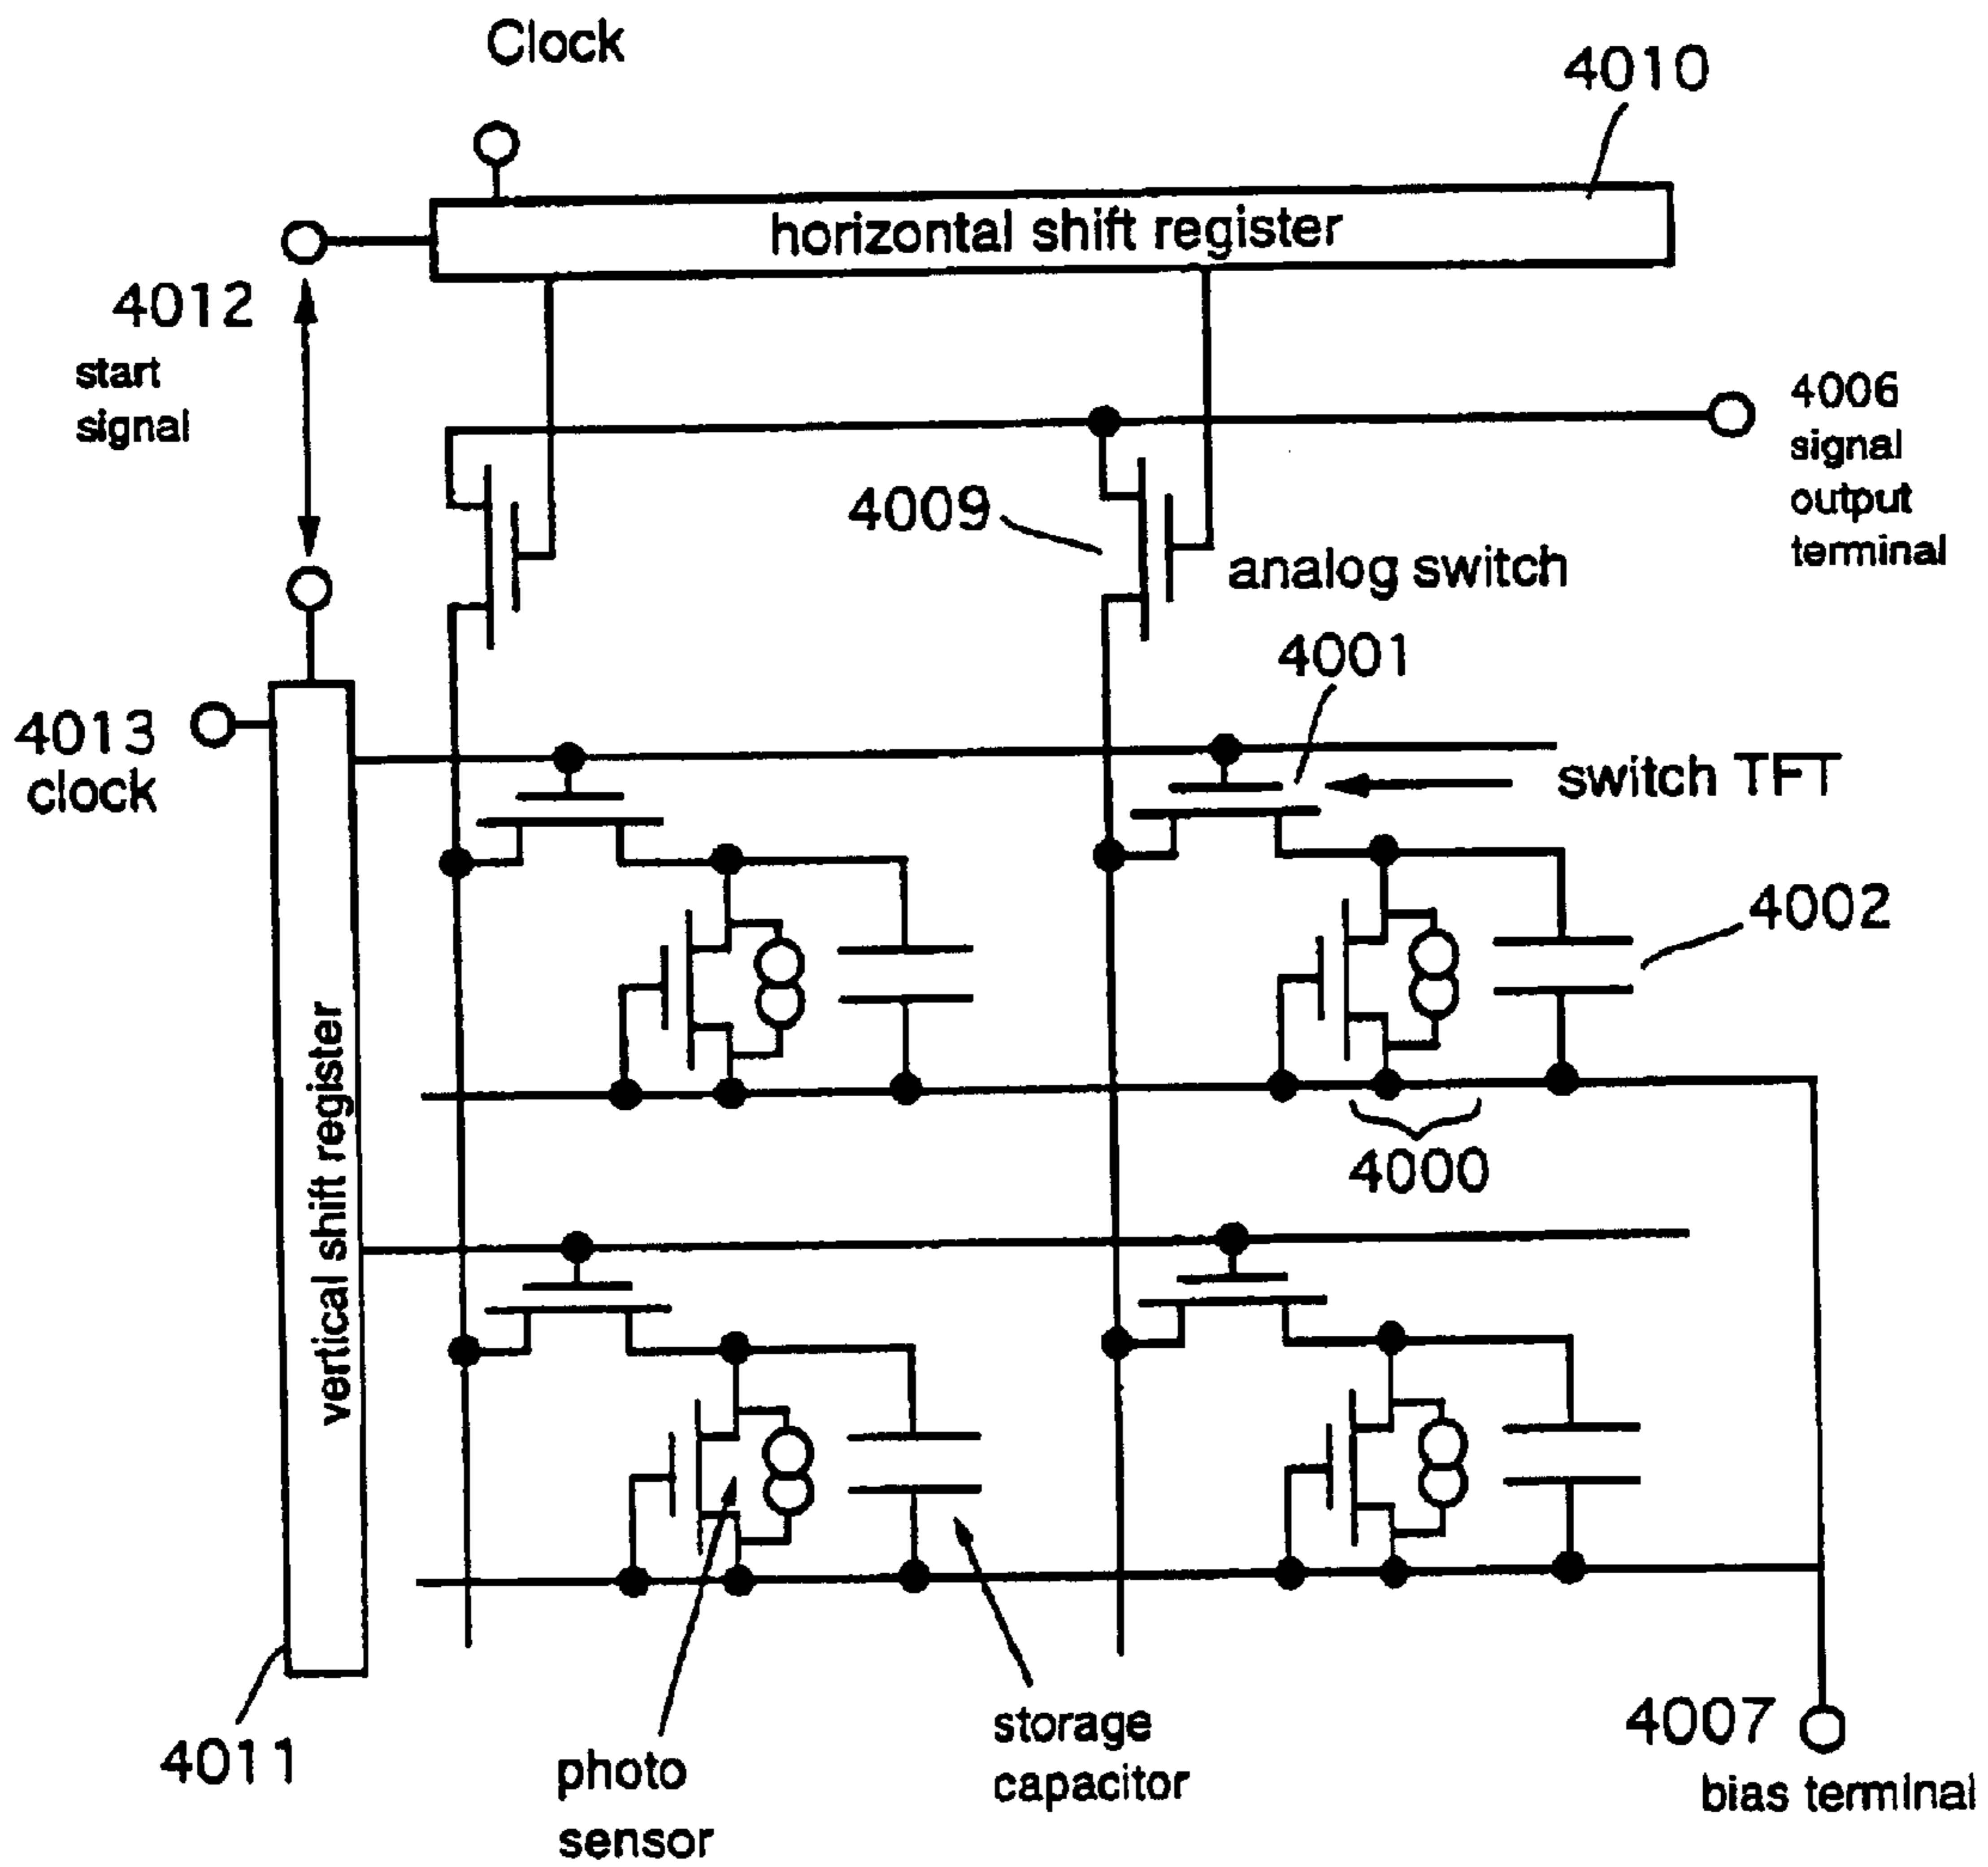 Clock
4010
horizontal shift register
4012
start
signal
4006
signal
output
terminal
4009
analog switch
4001
4013
clock
switch TFT
4002
vertical shift register
4000
4011
photo
sensor
storage
capacitor
4007
bias terminal